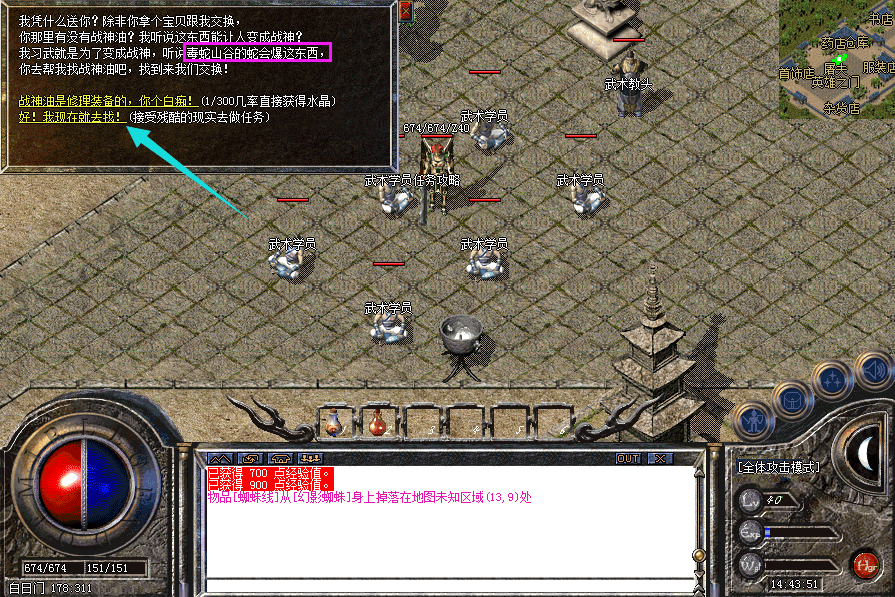 我凭什么送你？除非你拿个宝贝跟我交换，
你那里有没有战神油？我听说这东西能让人变成战神？
我习武就是为了变成战神，听说毒蛇山谷的蛇会爆这东西，
你去帮我找战神油吧，找到来我们交换！
战神油是修理装备的，你个白痴！(1/300几率直接获得水晶)
好！我现在就去找！(接受残酷的现实去做任务)
书店
药店仓库
首饰店
屠夫
服装店
英雄之门
杂货店
武术教头
武术学员
674/674/Z40
武术学员
任务攻略
武术学员
武术学员
武术学员
武术学员
OUT
已获得 700 点经验值。
已获得 900 点经验值。
物品[蜘蛛线]从[幻影蜘蛛]身上掉落在地图未知区域(13,9)处
[全体攻击模式]
Lv 40
Exp
Wt
Hgr
674/674
151/151
白日门 178:311
14:43:51